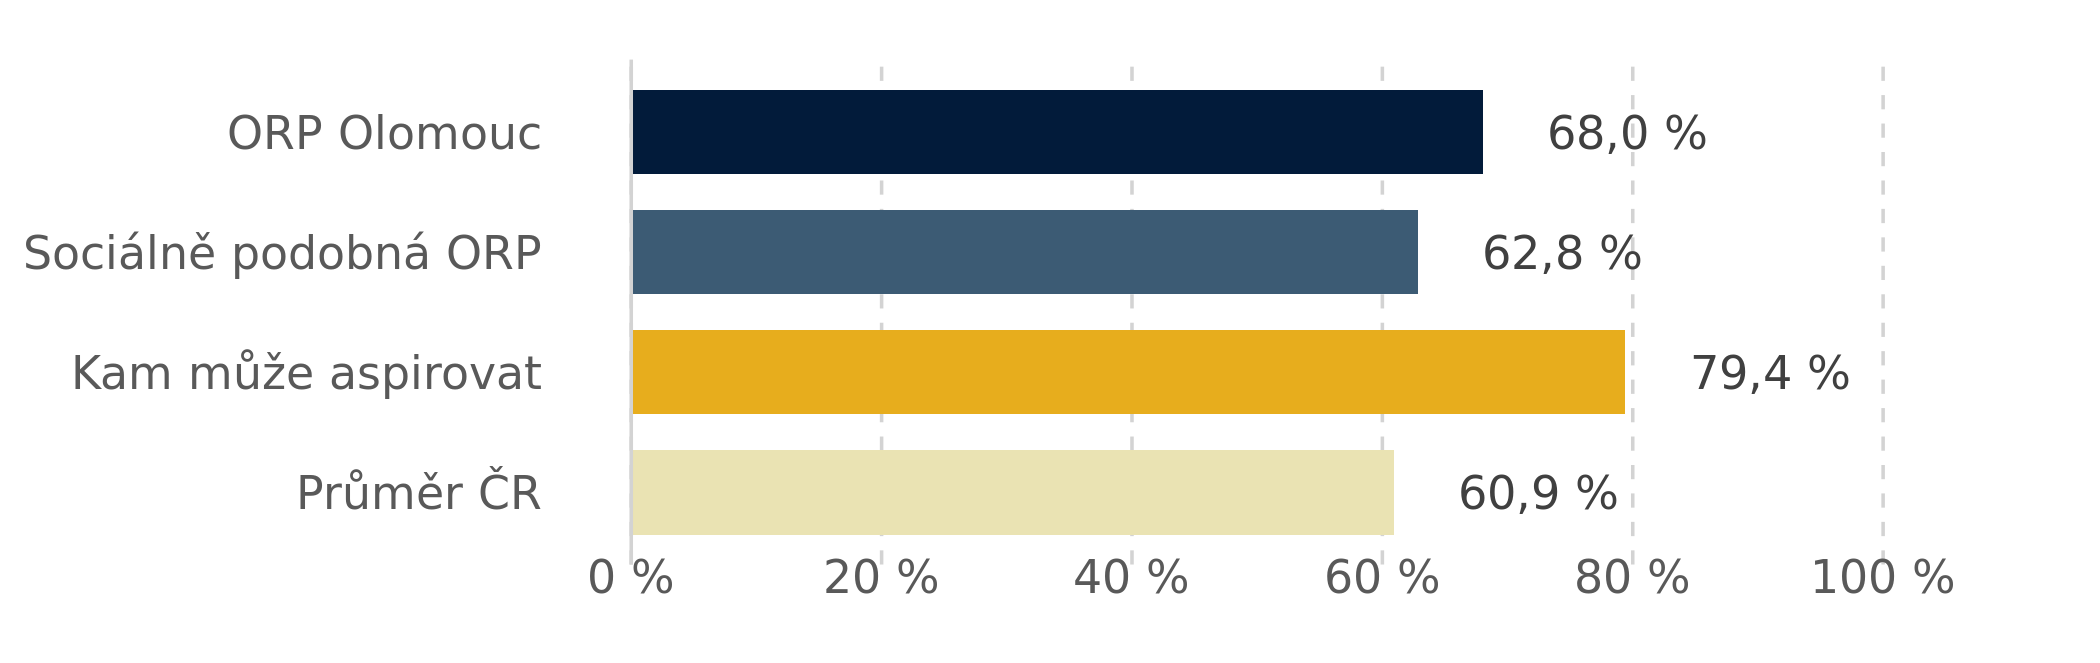 ORP Olomouc 68,0 %
Sociálně podobná ORP 62,8 %
Kam může aspirovat 79,4 %
Průměr ČR 60,9 %
0 % 20 % 40 % 60 % 80 % 100 %